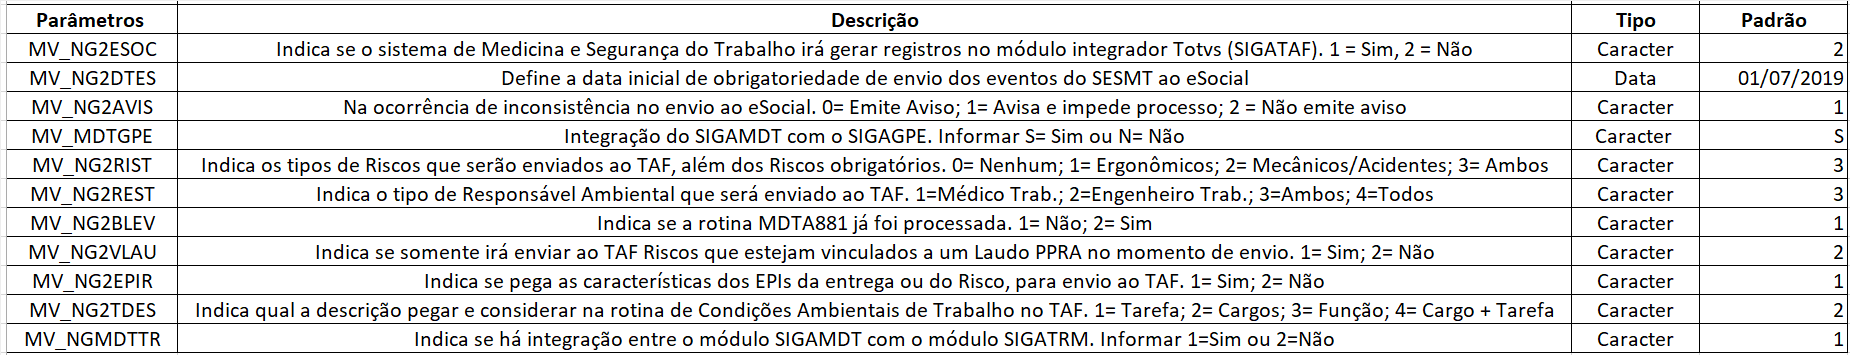 Parâmetros Descrição Tipo Padrão
MV_NG2ESOC Indica se o sistema de Medicina e Segurança do Trabalho irá gerar registros no módulo integrador Totvs (SIGATAF). 1 = Sim, 2 = Não Caracter 2
MV_NG2DTES Define a data inicial de obrigatoriedade de envio dos eventos do SESMT ao eSocial Data 01/07/2019
MV_NG2AVIS Na ocorrência de inconsistência no envio ao eSocial. 0= Emite Aviso; 1= Avisa e impede processo; 2 = Não emite aviso Caracter 1
MV_MDTGPE Integração do SIGAMDT com o SIGAGPE. Informar S= Sim ou N= Não Caracter S
MV_NG2RIST Indica os tipos de Riscos que serão enviados ao TAF, além dos Riscos obrigatórios. 0= Nenhum; 1= Ergonômicos; 2= Mecânicos/Acidentes; 3= Ambos Caracter 3
MV_NG2REST Indica o tipo de Responsável Ambiental que será enviado ao TAF. 1=Médico Trab.; 2=Engenheiro Trab.; 3=Ambos; 4=Todos Caracter 3
MV_NG2BLEV Indica se a rotina MDTA881 já foi processada. 1= Não; 2= Sim Caracter 1
MV_NG2VLAU Indica se somente irá enviar ao TAF Riscos que estejam vinculados a um Laudo PPRA no momento de envio. 1= Sim; 2= Não Caracter 2
MV_NG2EPIR Indica se pega as características dos EPIs da entrega ou do Risco, para envio ao TAF. 1= Sim; 2= Não Caracter 1
MV_NG2TDES Indica qual a descrição pegar e considerar na rotina de Condições Ambientais de Trabalho no TAF. 1= Tarefa; 2= Cargos; 3= Função; 4= Cargo + Tarefa Caracter 2
MV_NGMDTTR Indica se há integração entre o módulo SIGAMDT com o módulo SIGATRM. Informar 1=Sim ou 2=Não Caracter 1